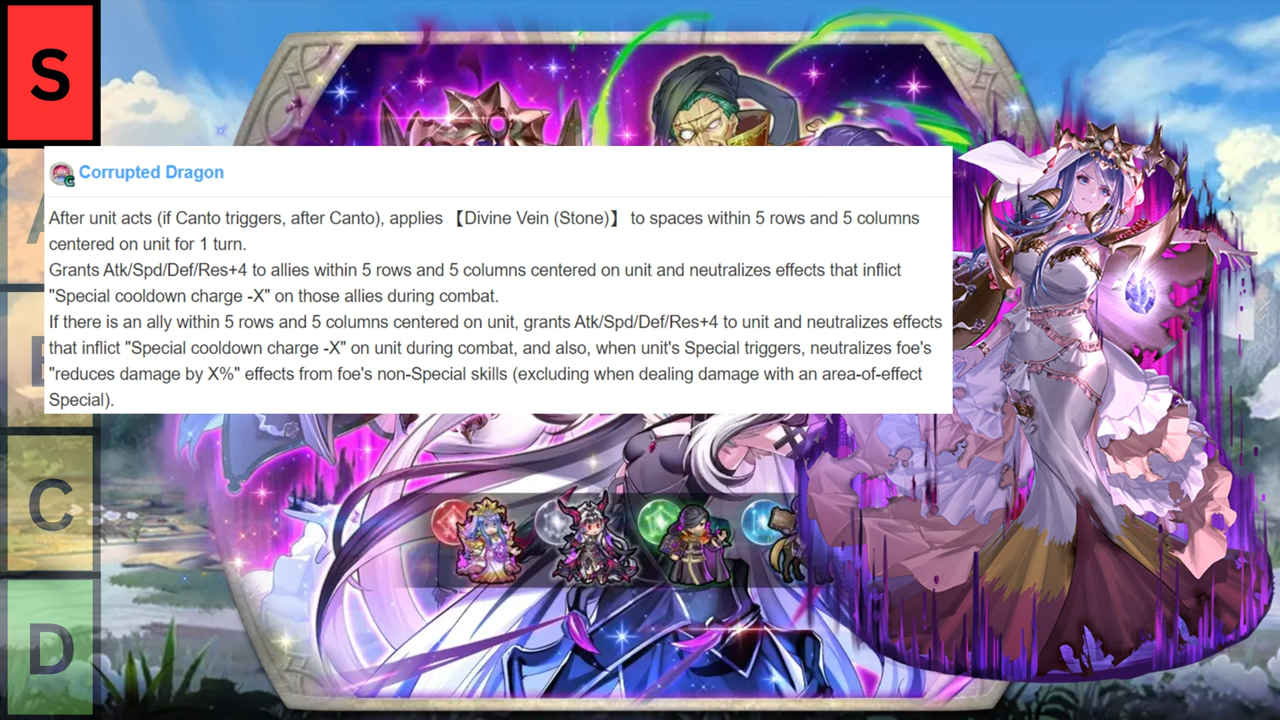 S
Corrupted Dragon
After unit acts (if Canto triggers, after Canto), applies 【Divine Vein (Stone)】 to spaces within 5 rows and 5 columns
centered on unit for 1 turn.
Grants Atk/Spd/Def/Res+4 to allies within 5 rows and 5 columns centered on unit and neutralizes effects that inflict
"Special cooldown charge -X" on those allies during combat.
If there is an ally within 5 rows and 5 columns centered on unit, grants Atk/Spd/Def/Res+4 to unit and neutralizes effects
that inflict "Special cooldown charge -X" on unit during combat, and also, when unit's Special triggers, neutralizes foe's
"reduces damage by X%" effects from foe's non-Special skills (excluding when dealing damage with an area-of-effect
Special).
C
D